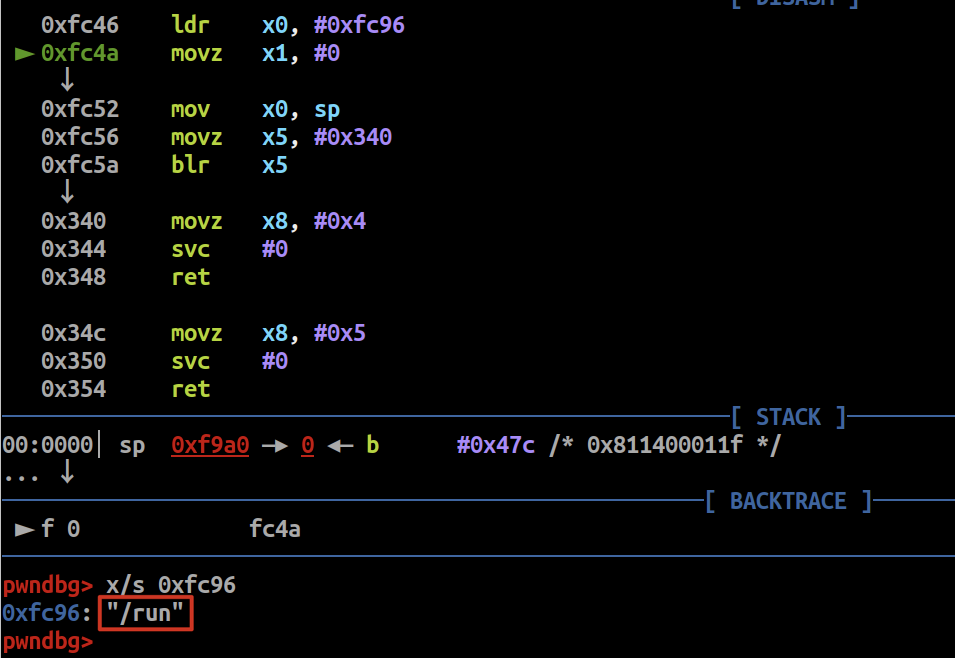 [ DISASM ]
0xfc46 ldr x0, #0xfc96
► 0xfc4a movz x1, #0
↓
0xfc52 mov x0, sp
0xfc56 movz x5, #0x340
0xfc5a blr x5
↓
0x340 movz x8, #0x4
0x344 svc #0
0x348 ret
0x34c movz x8, #0x5
0x350 svc #0
0x354 ret
[ STACK ]
00:0000│ sp 0xf9a0 —► 0 ◄— b #0x47c /* 0x811400011f */
... ↓
[ BACKTRACE ]
► f 0 fc4a
pwndbg> x/s 0xfc96
0xfc96: "/run"
pwndbg>